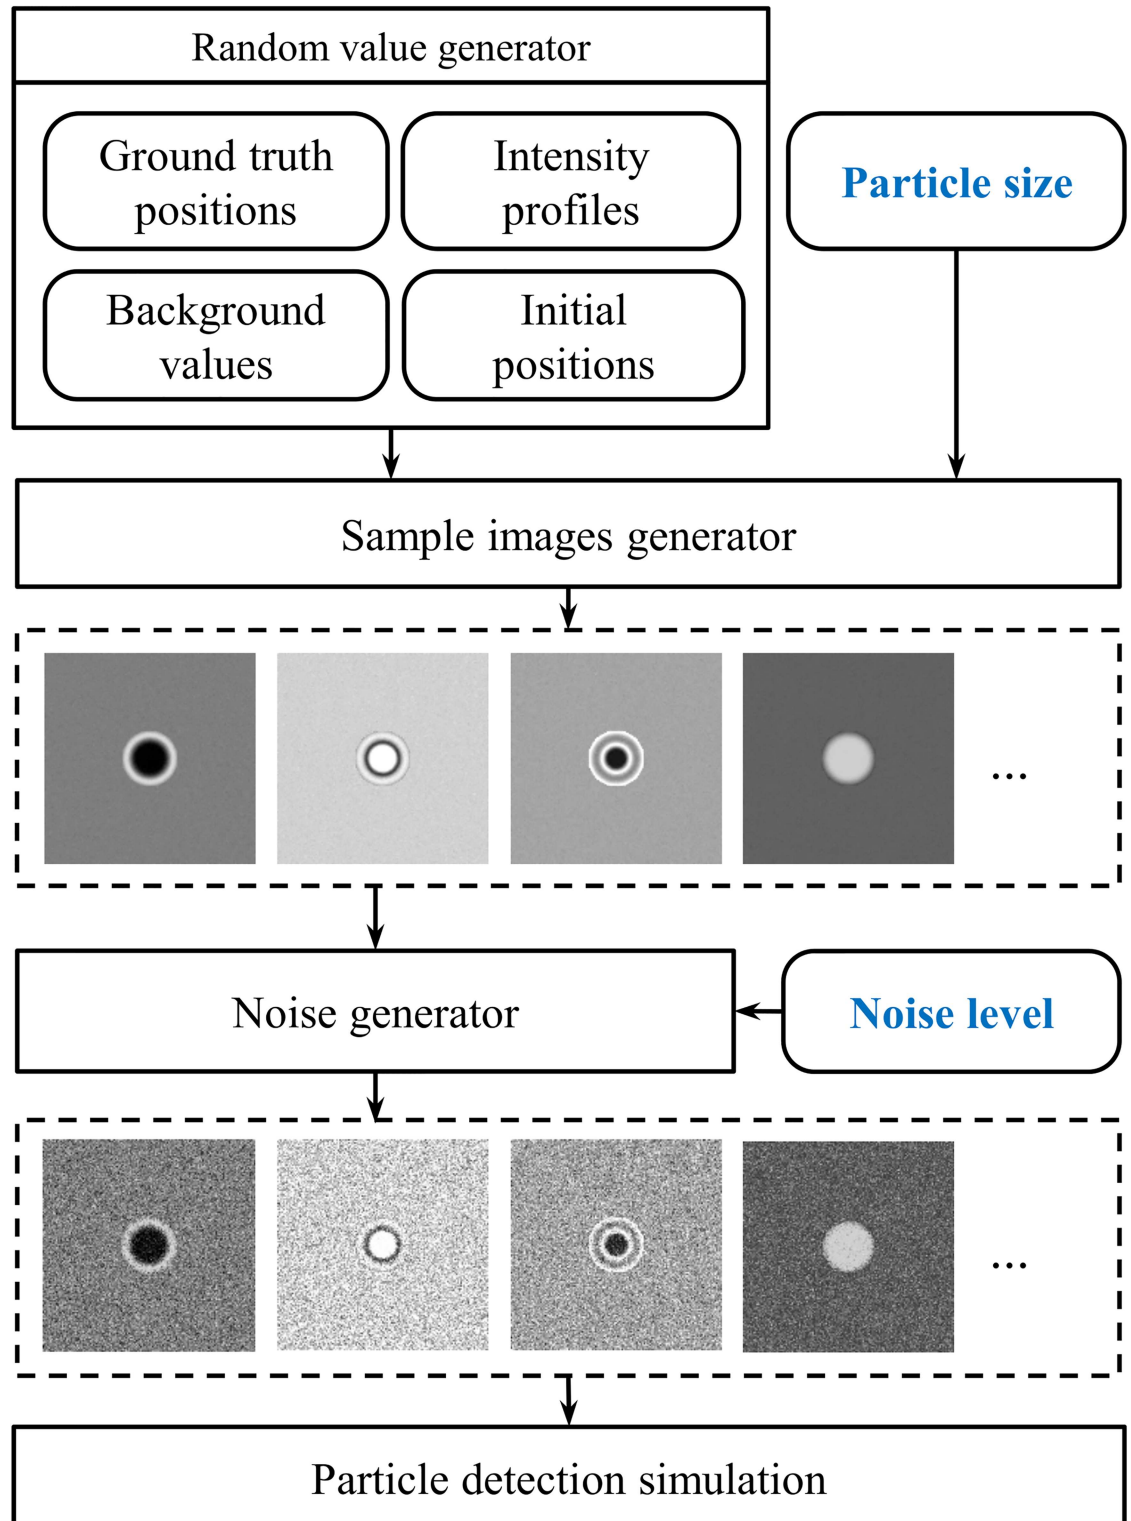 Random value generator
Ground truth
positions
Intensity
profiles
Particle size
Background
values
Initial
positions
Sample images generator
...
Noise generator
Noise level
...
Particle detection simulation